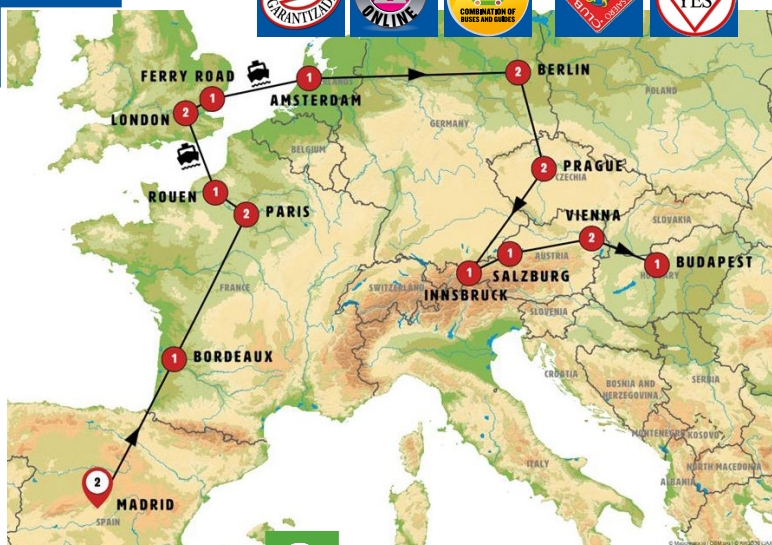 GARANTIZADA
ONLINE
COMBINATION OF
BUSES AND GUIDES
CLUB
YES
FERRY ROAD
1
LONDON
2
1
AMSTERDAM
2
BERLIN
POLAND
GERMANY
BELGIUM
2
PRAGUE
CZECHIA
ROUEN
1
2
PARIS
VIENNA
2
SLOVAKIA
1
SALZBURG
AUSTRIA
1
BUDAPEST
1
INNSBRUCK
SWITZERLAND
FRANCE
SLOVENIA
CROATIA
BOSNIA AND
HERZEGOVINA
SERBIA
1
BORDEAUX
MONTENEGRO
KOSOVO
NORTH MACEDONIA
ALBANIA
ITALY
2
MADRID
SPAIN